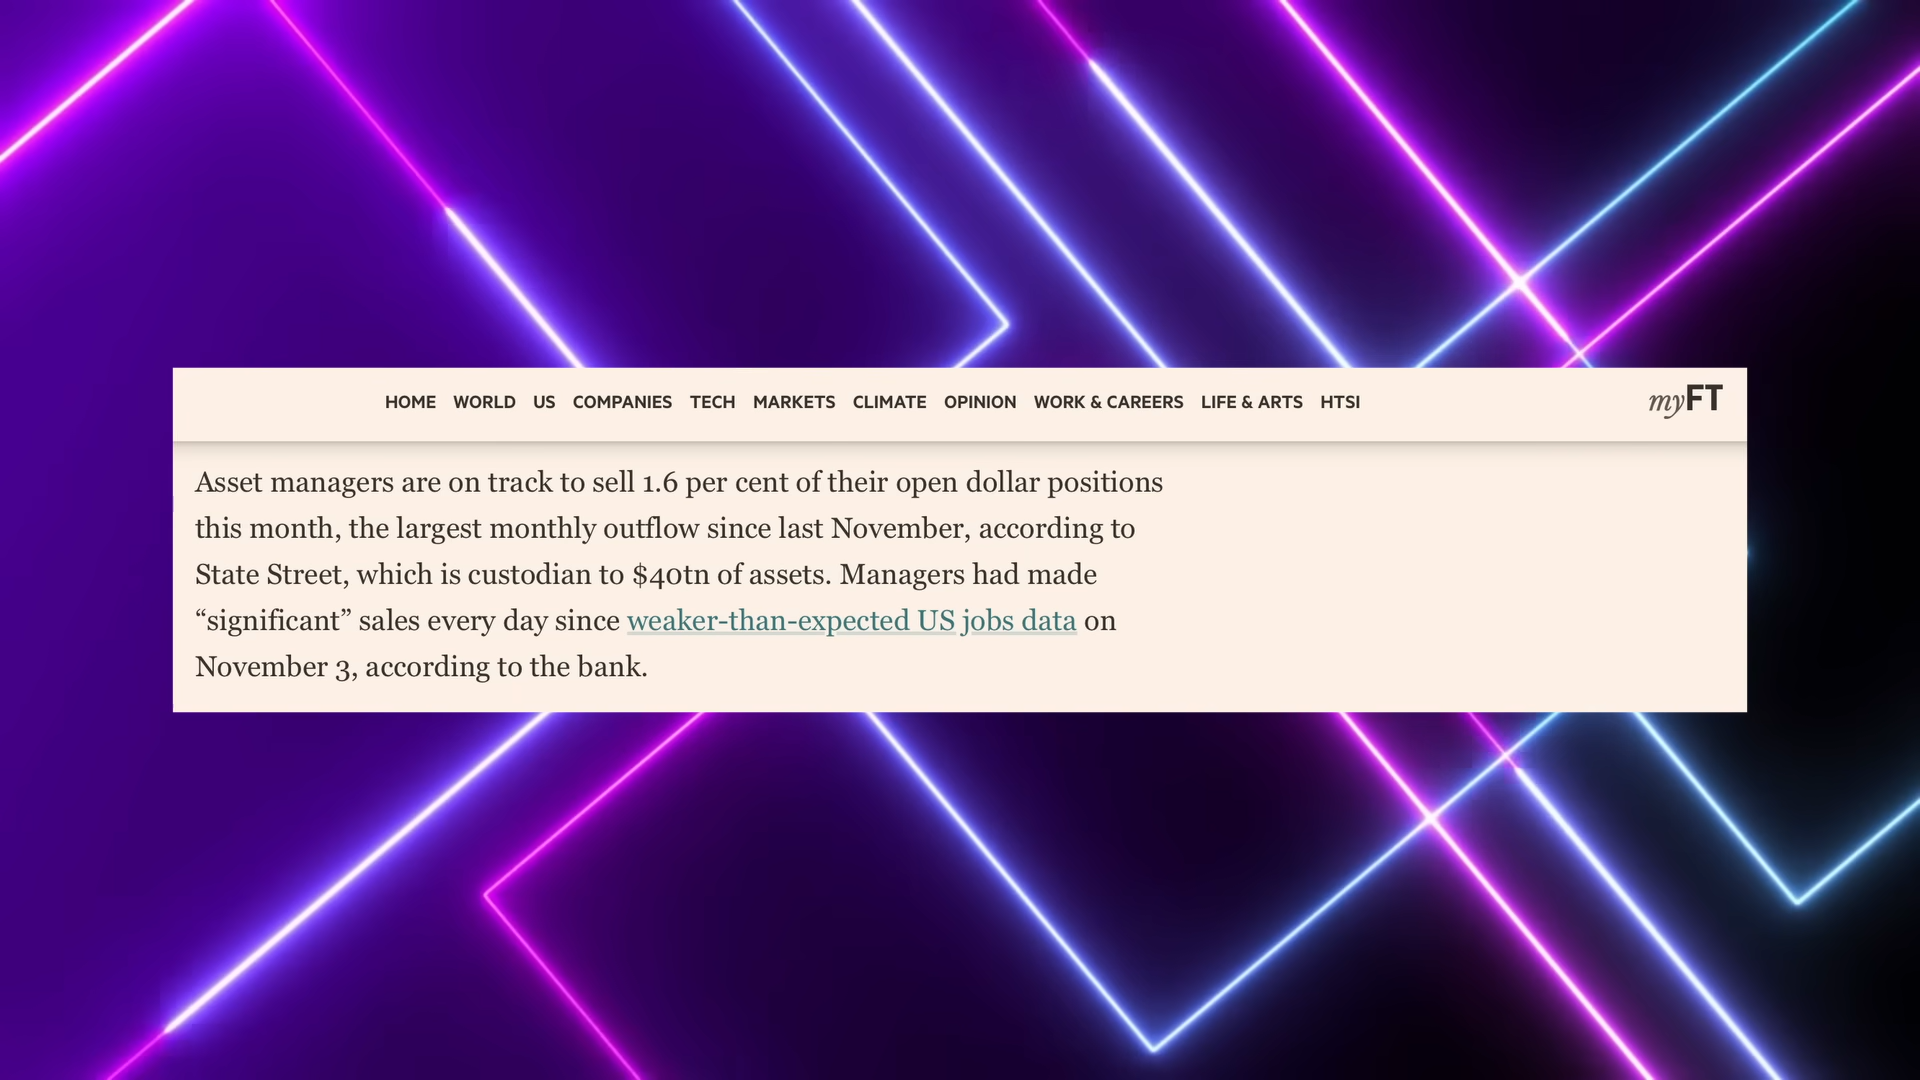 HOME WORLD US COMPANIES TECH MARKETS CLIMATE OPINION WORK & CAREERS LIFE & ARTS HTSI myFT
Asset managers are on track to sell 1.6 per cent of their open dollar positions
this month, the largest monthly outflow since last November, according to
State Street, which is custodian to $40tn of assets. Managers had made
“significant” sales every day since weaker-than-expected US jobs data on
November 3, according to the bank.